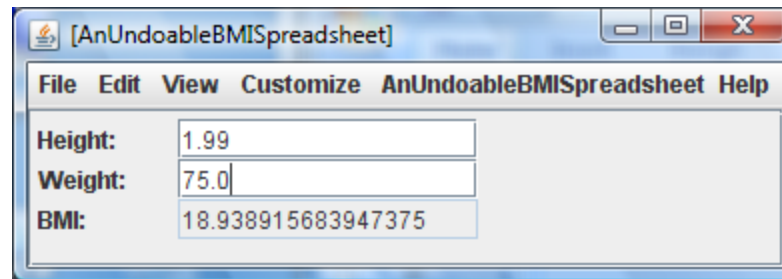 [AnUndoableBMISpreadsheet]
File Edit View Customize AnUndoableBMISpreadsheet Help
Height: 1.99
Weight: 75.0
BMI: 18.938915683947375